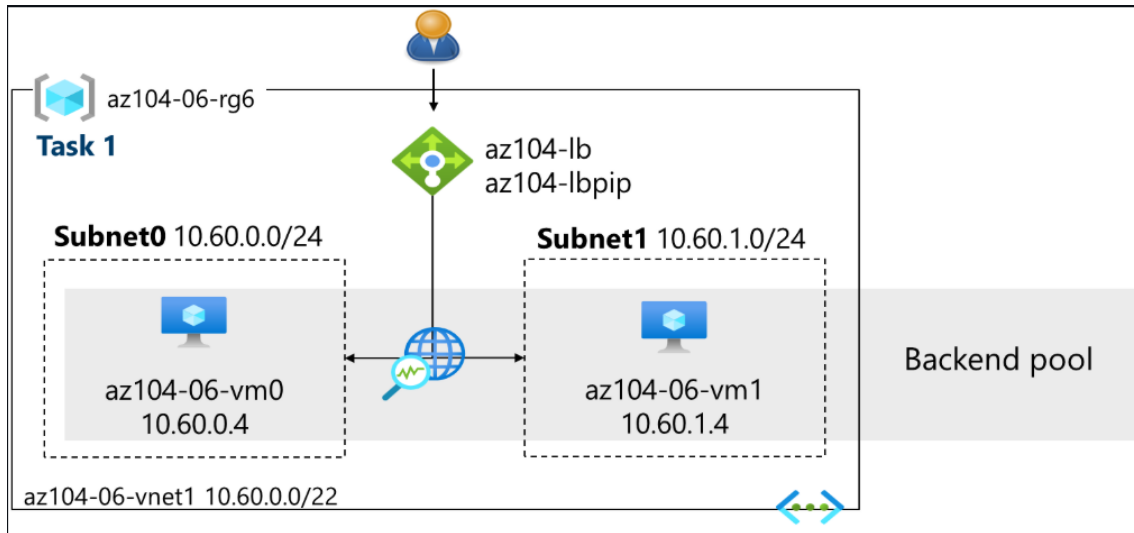 az104-06-rg6
Task 1
az104-lb
az104-lbpip
Subnet0 10.60.0.0/24
Subnet1 10.60.1.0/24
az104-06-vm0
10.60.0.4
az104-06-vm1
10.60.1.4
Backend pool
az104-06-vnet1 10.60.0.0/22